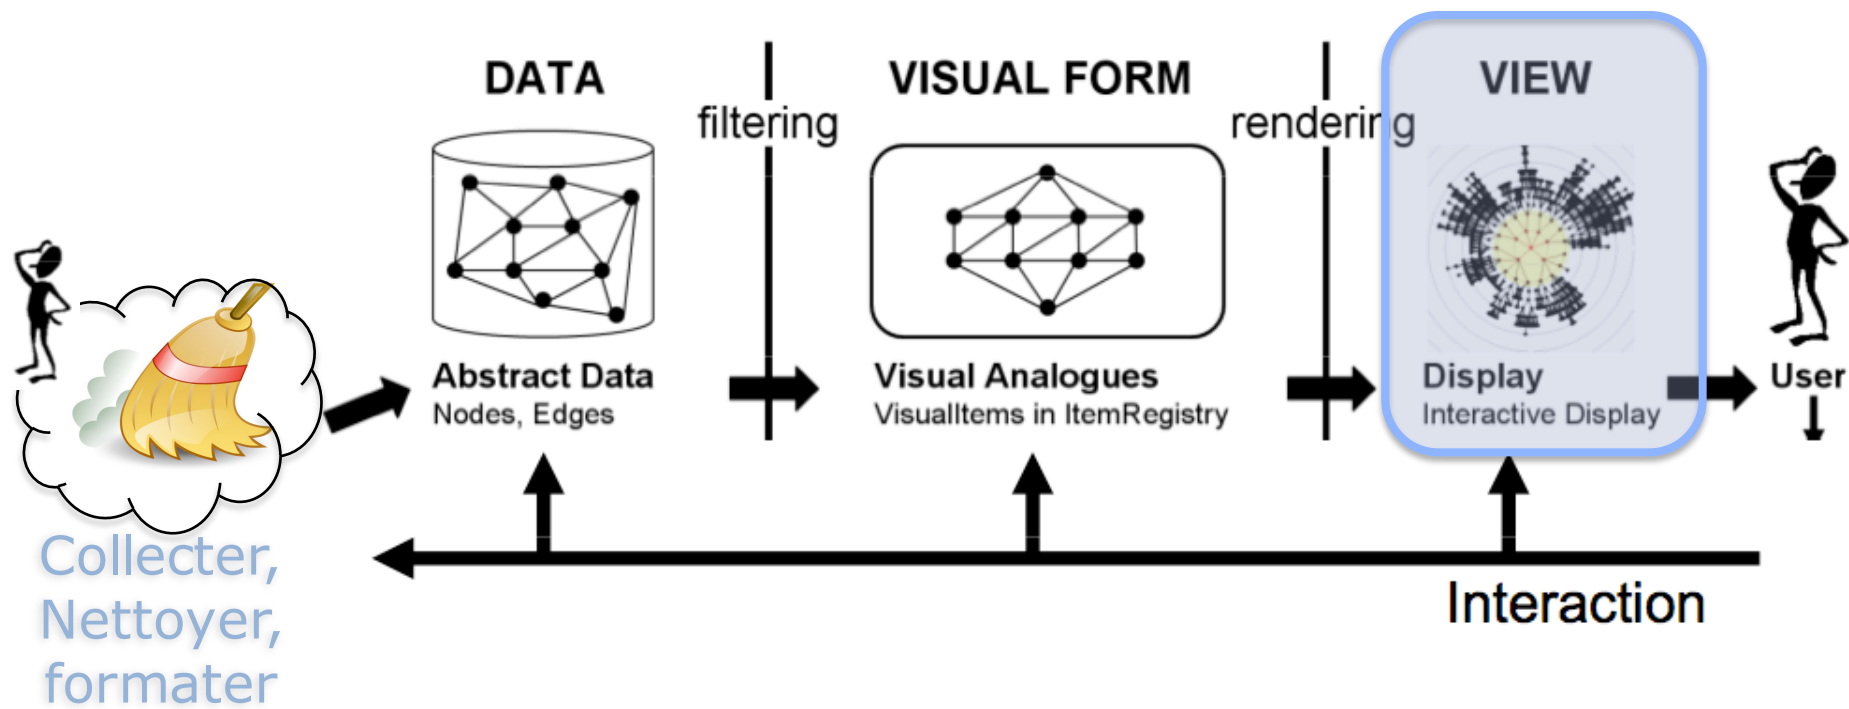 DATA
filtering
VISUAL FORM
rendering
VIEW
Abstract Data
Nodes, Edges
Visual Analogues
VisualItems in ItemRegistry
Display
Interactive Display
User
Interaction
Collecter,
Nettoyer,
formater